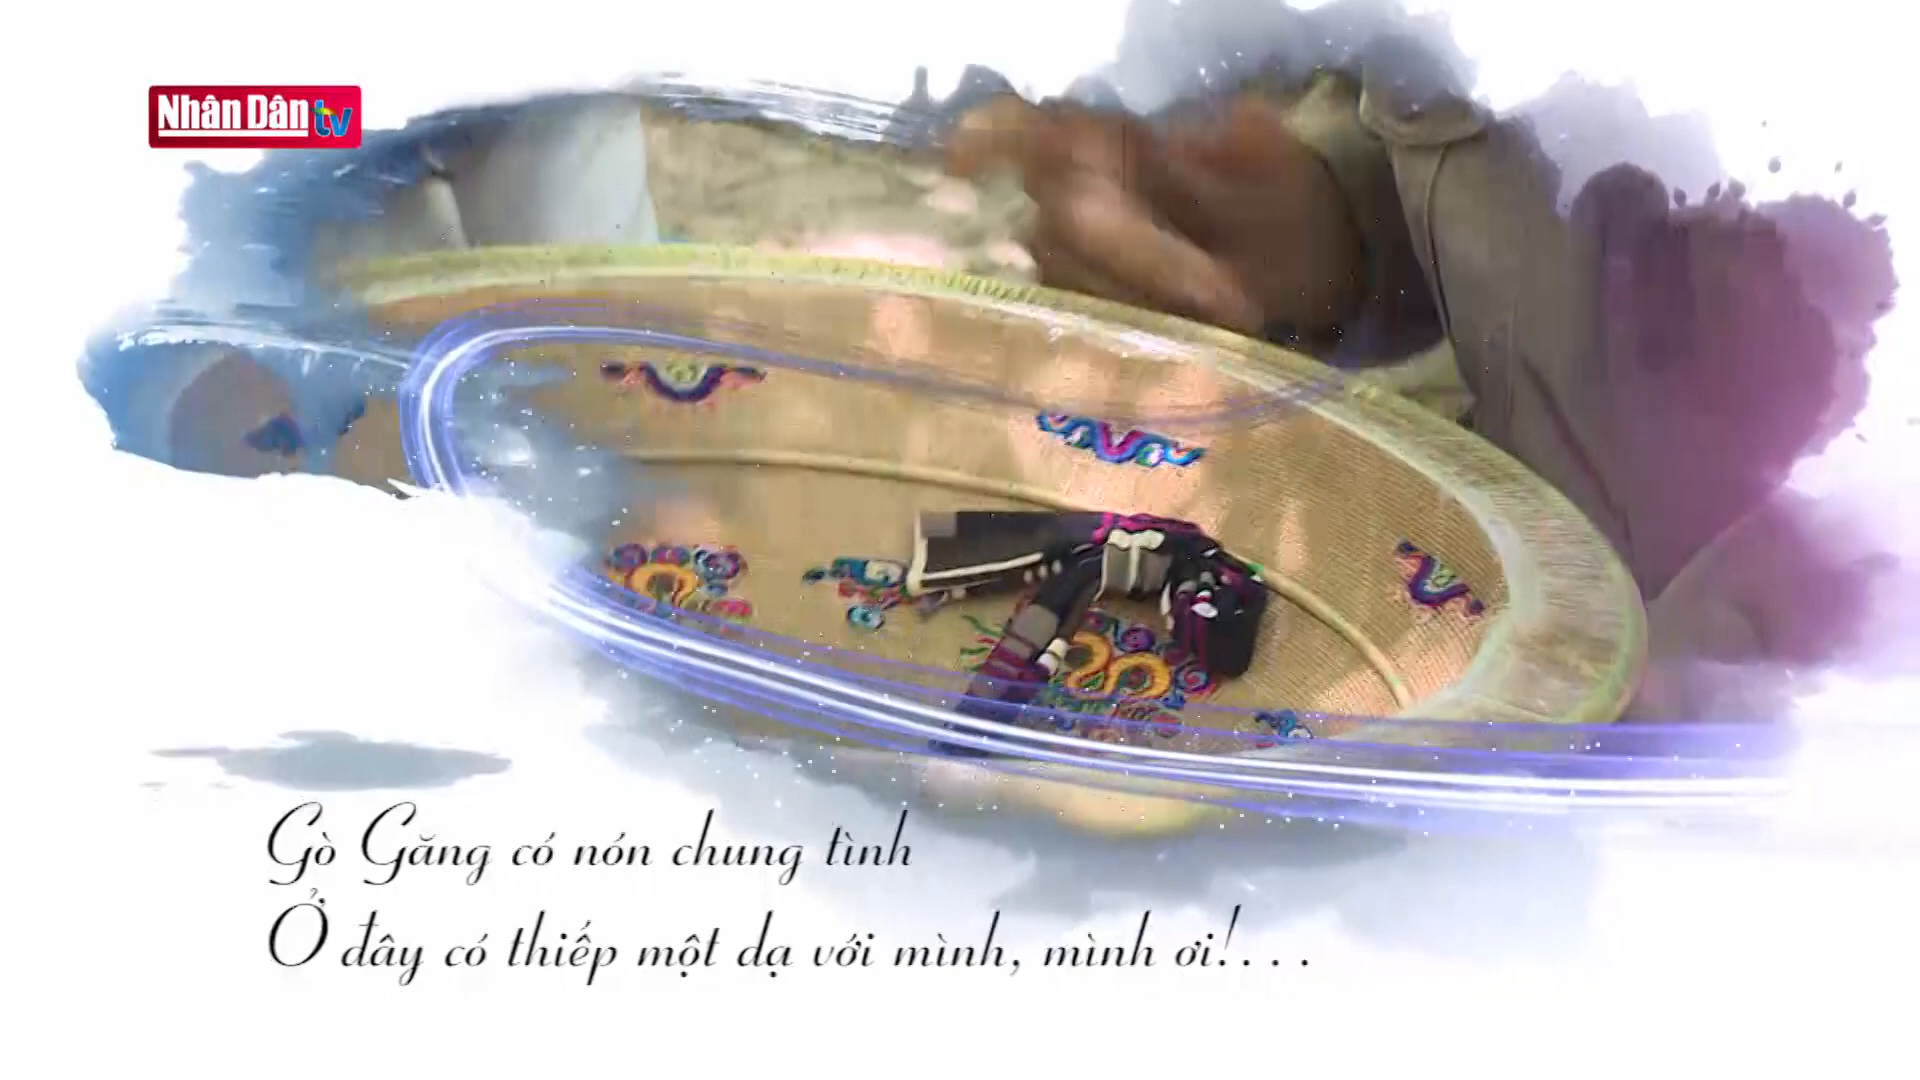 Nhân Dân tv
Gò Găng có nón chung tình
Ở đây có thiếp một dạ với mình, mình ơi!....